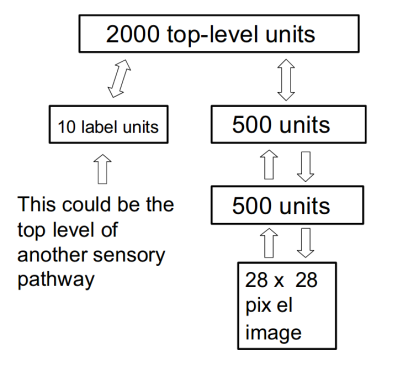 2000 top-level units
10 label units
500 units
This could be the
top level of
another sensory
pathway
500 units
28 x 28
pix el
image